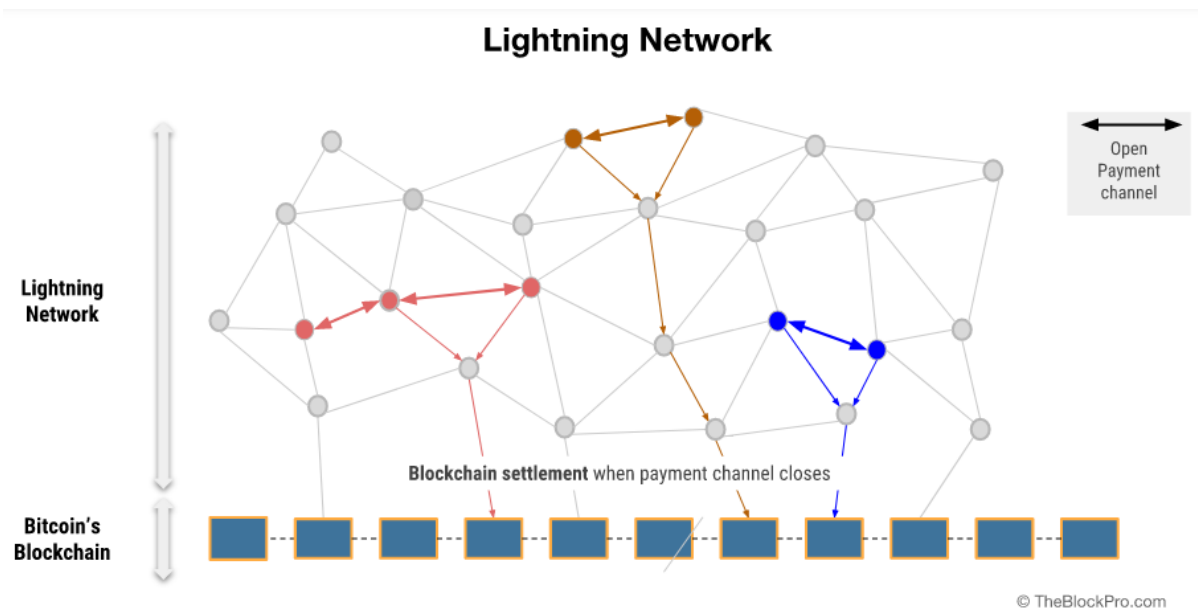 Lightning Network
Open
Payment
channel
Lightning
Network
Blockchain settlement when payment channel closes
Bitcoin's
Blockchain
© TheBlockPro.com